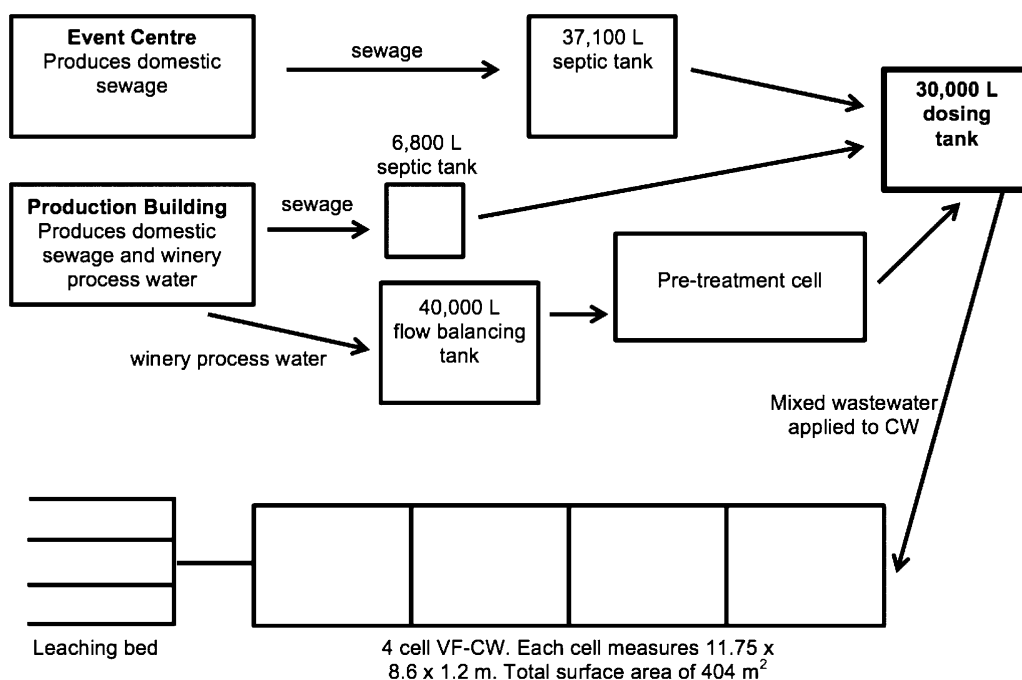 Event Centre
Produces domestic
sewage
sewage
37,100 L
septic tank
30,000 L
dosing
tank
6,800 L
septic tank
Production Building
Produces domestic
sewage and winery
process water
sewage
Pre-treatment cell
40,000 L
flow balancing
tank
winery process water
Mixed wastewater
applied to CW
Leaching bed
4 cell VF-CW. Each cell measures 11.75 x
8.6 x 1.2 m. Total surface area of 404 m²